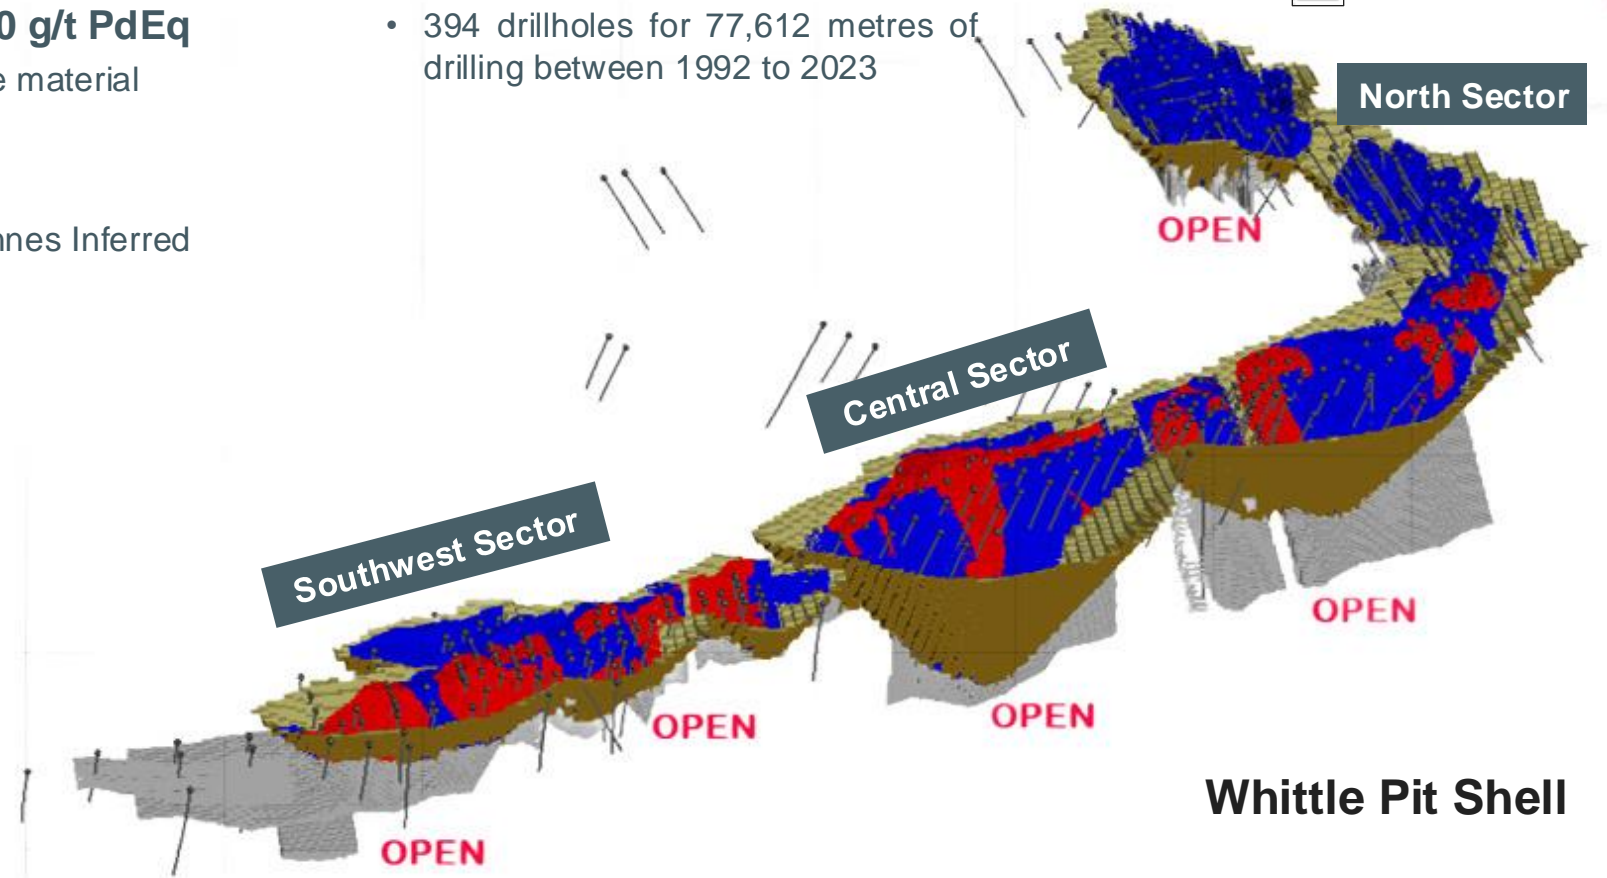 0 g/t PdEq
e material
nnes Inferred
• 394 drillholes for 77,612 metres of
drilling between 1992 to 2023
North Sector
OPEN
Central Sector
Southwest Sector
OPEN
OPEN
OPEN
OPEN
Whittle Pit Shell